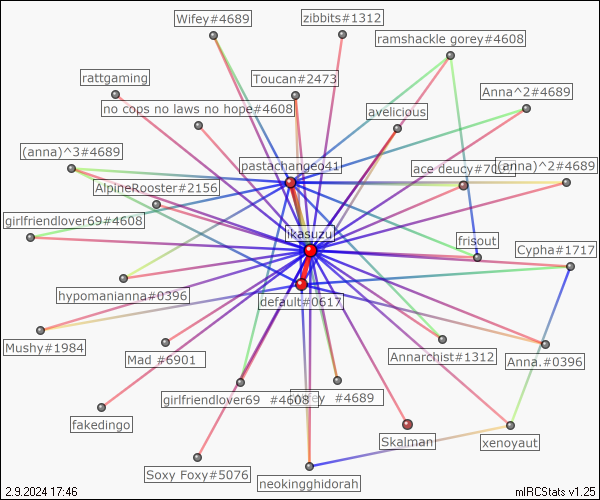 Wifey#4689
zibbits#1312
ramshackle gorey#4608
rattgaming
Toucan#2473
Anna^2#4689
no cops no laws no hope#4608
avelicious
(anna)^3#4689
pastachangeo41
ace deucy#70
(anna)^2#4689
AlpineRooster#2156
girlfriendlover69#4608
ikasuzu
frisout
Cypha#1717
hypomanianna#0396
default#0617
Mushy#1984
Mad #6901
Annarchist#1312
Anna.#0396
girlfriendlover69 #4608
#4689
fakedingo
Skalman
xenoyaut
Soxy Foxy#5076
neokingghidorah
2.9.2024 17:46
mIRCStats v1.25